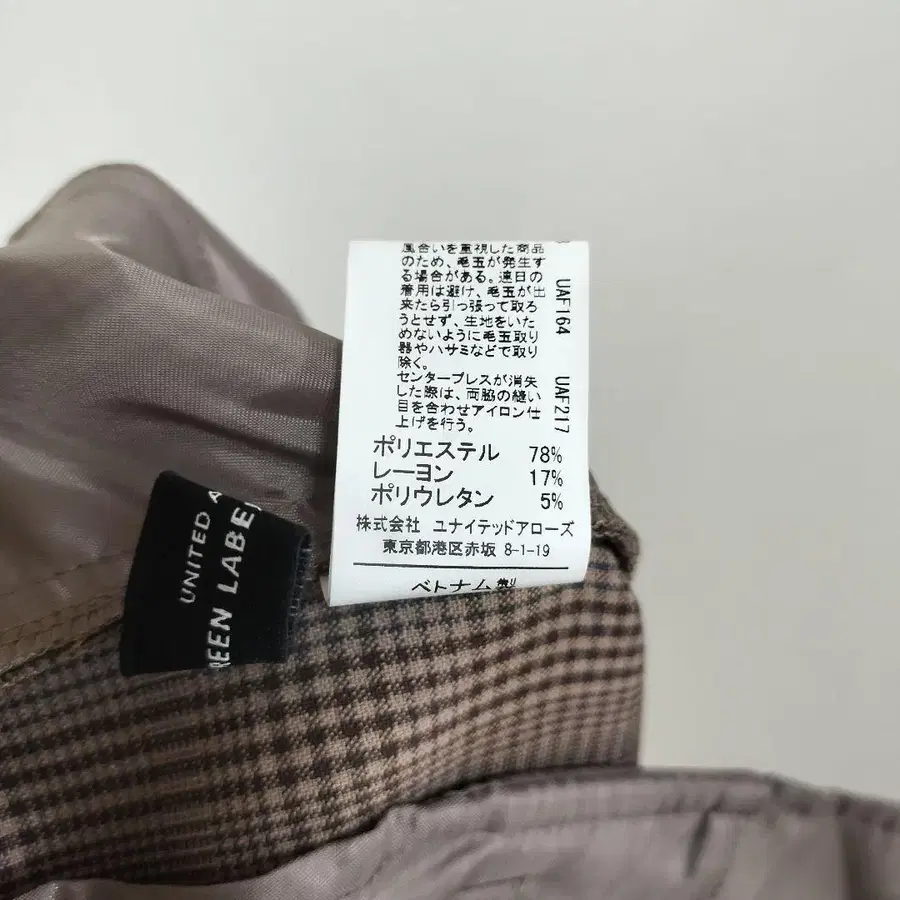 風合いを重視した商品
のため、毛玉が発生す
る場合がある。連日の
着用は避け、毛玉が出
来たら引っ張って取ろ
うとせず、生地をいた
めないように毛玉取り
器やハサミなどで取り
除く。
センタープレスが消失
した際は、両脇の縫い
目を合わせアイロン仕
上げを行う。
UAF164
UAF217
ポリエステル 78%
レーヨン 17%
ポリウレタン 5%
株式会社 ユナイテッドアローズ
東京都港区赤坂 8-1-19
ベトナム製
UNITED A
REEN LABEL